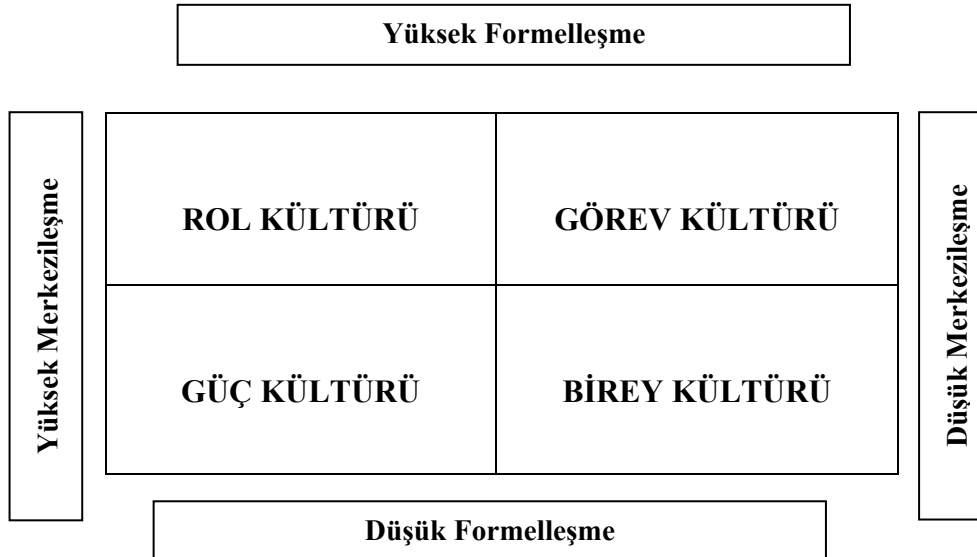 Yüksek Formelleşme
Yüksek Merkezileşme
ROL KÜLTÜRÜ
GÖREV KÜLTÜRÜ
GÜÇ KÜLTÜRÜ
BİREY KÜLTÜRÜ
Düşük Merkezileşme
Düşük Formelleşme